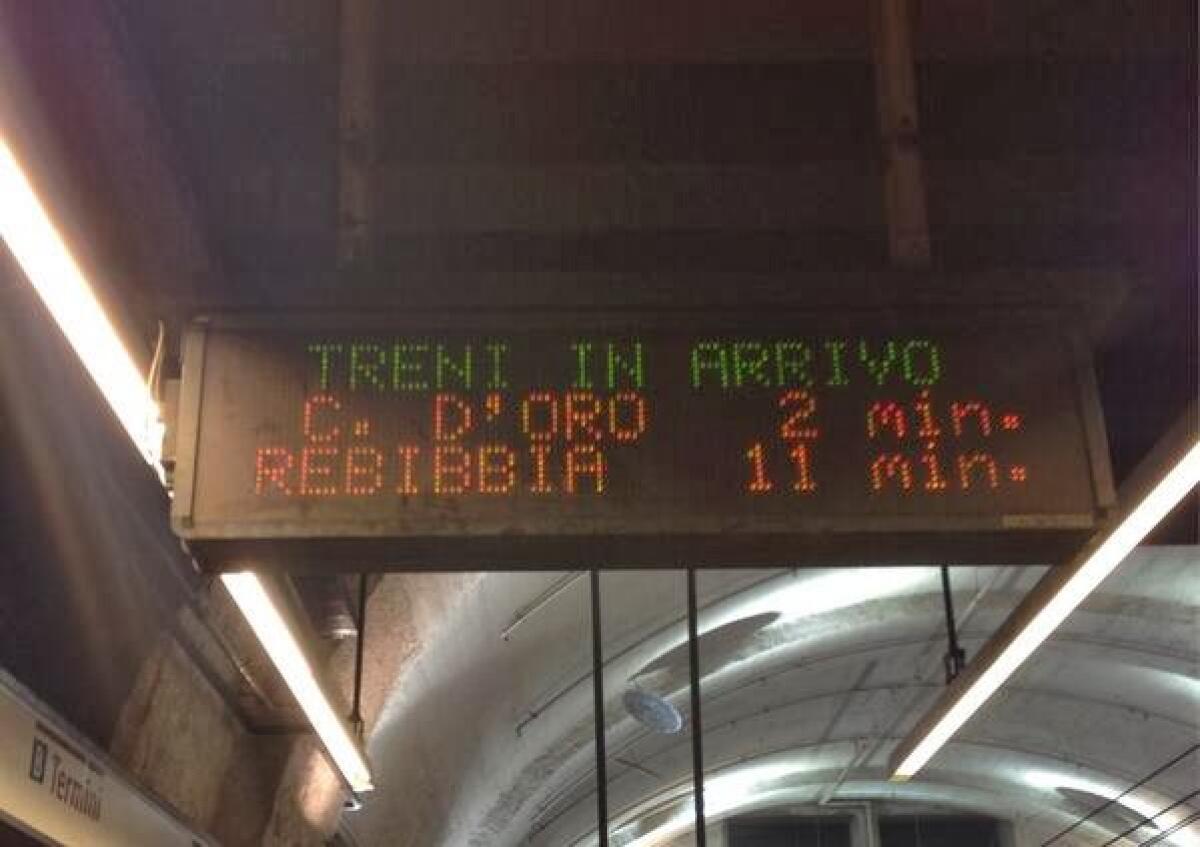 TRENI IN ARRIVO
C. D'ORO 2 min.
REBIBBIA 11 min.
Termini